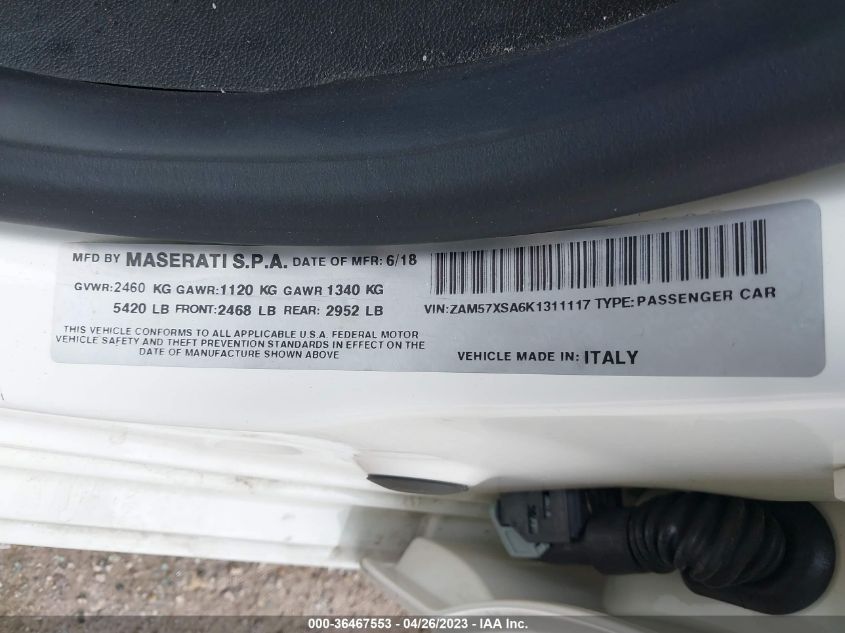 MFD BY MASERATI S.P.A. DATE OF MFR: 6/18
GVWR:2460 KG GAWR:1120 KG GAWR 1340 KG
5420 LB FRONT:2468 LB REAR: 2952 LB
THIS VEHICLE CONFORMS TO ALL APPLICABLE U.S.A. FEDERAL MOTOR
VEHICLE SAFETY AND THEFT PREVENTION STANDARDS IN EFFECT ON THE
DATE OF MANUFACTURE SHOWN ABOVE
VIN:ZAM57XSA6K1311117 TYPE:PASSENGER CAR
VEHICLE MADE IN: ITALY
000-36467553 - 04/26/2023 - IAA Inc.